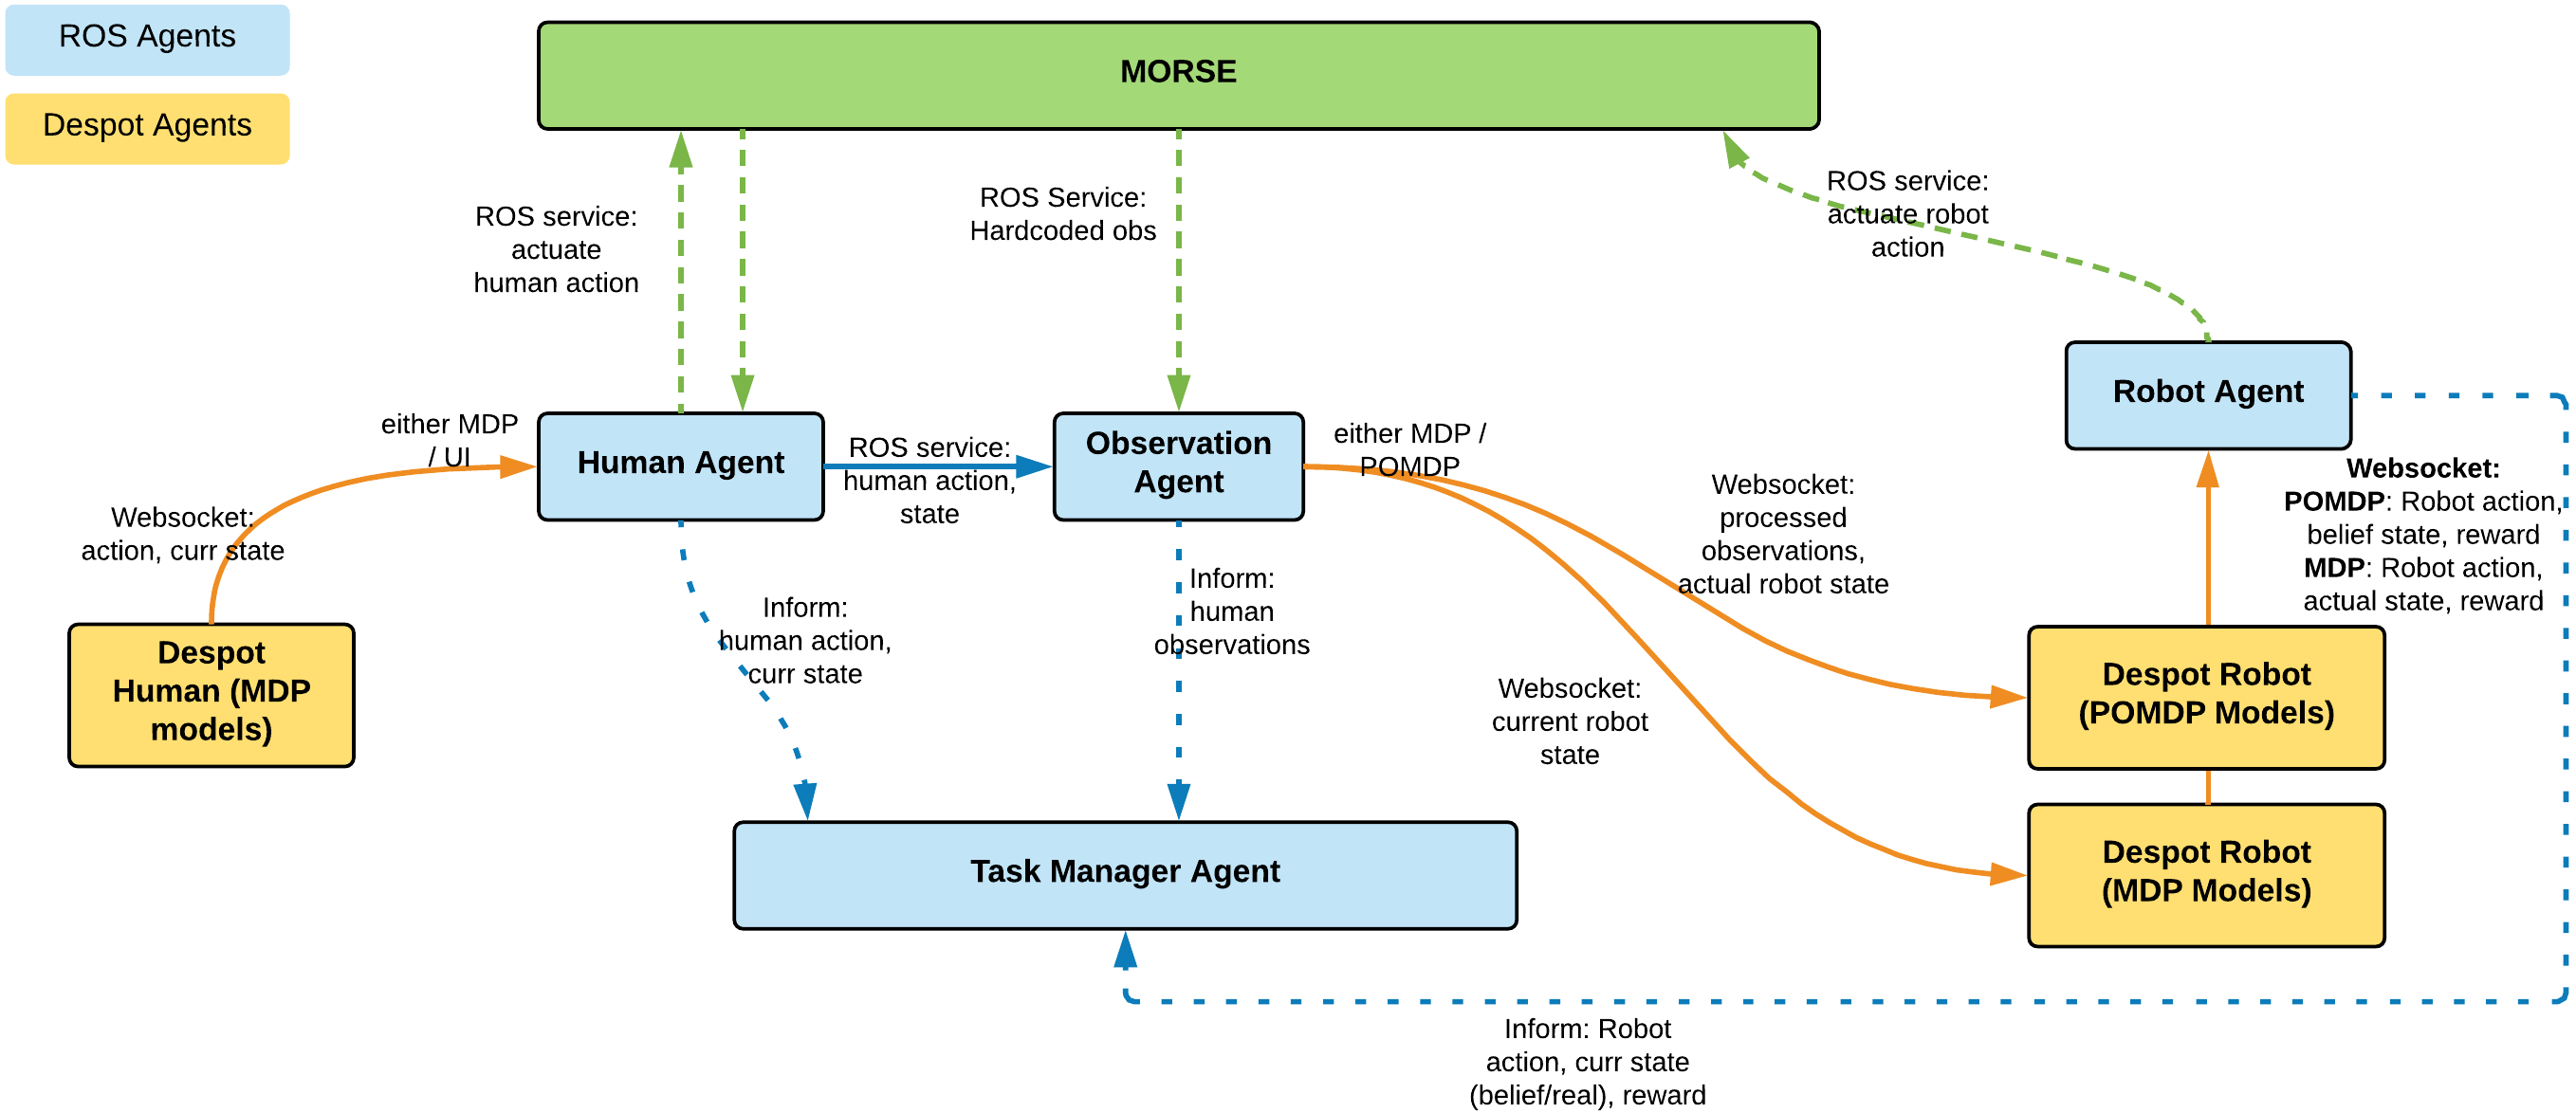 ROS Agents
Despot Agents
MORSE
ROS service:
actuate
human action
ROS Service:
Hardcoded obs
ROS service:
actuate robot
action
Robot Agent
either MDP
/ UI
Human Agent
ROS service:
human action,
state
Observation
Agent
either MDP /
POMDP
Websocket:
action, curr state
Websocket:
processed
observations,
actual robot state
Websocket:
POMDP: Robot action,
belief state, reward
MDP: Robot action,
actual state, reward
Inform:
human action,
curr state
Inform:
human
observations
Despot
Human (MDP
models)
Websocket:
current robot
state
Despot Robot
(POMDP Models)
Task Manager Agent
Despot Robot
(MDP Models)
Inform: Robot
action, curr state
(belief/real), reward